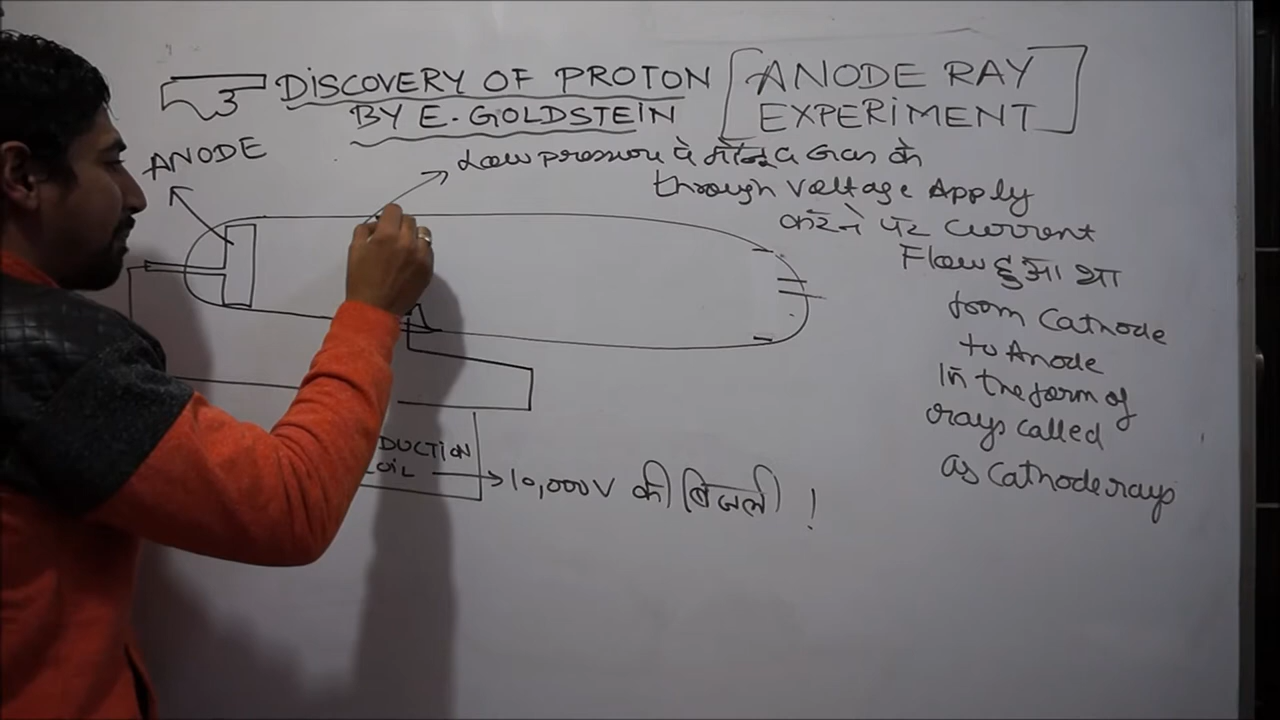 DISCOVERY OF PROTON
BY E. GOLDSTEIN
[ANODE RAY
EXPERIMENT]
ANODE
Low pressure पे मौजूद Gas के
through Voltage Apply
करने पर Current
Flow हुआ था
from Cathode
to Anode
In the form of
rays called
as Cathode rays
DUCTION
OIL
10,000V की बिजली !